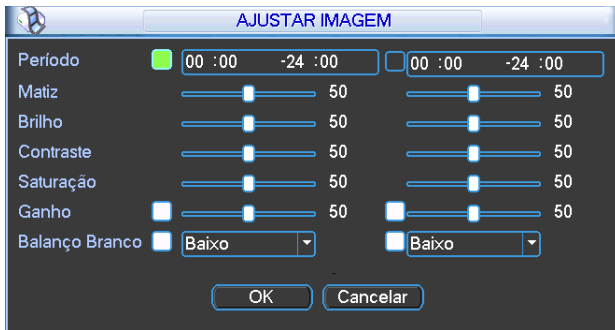 AJUSTAR IMAGEM
Período 00 :00 -24 :00 00 :00 -24 :00
Matiz 50 50
Brilho 50 50
Contraste 50 50
Saturação 50 50
Ganho 50 50
Balanço Branco Baixo Baixo
OK Cancelar